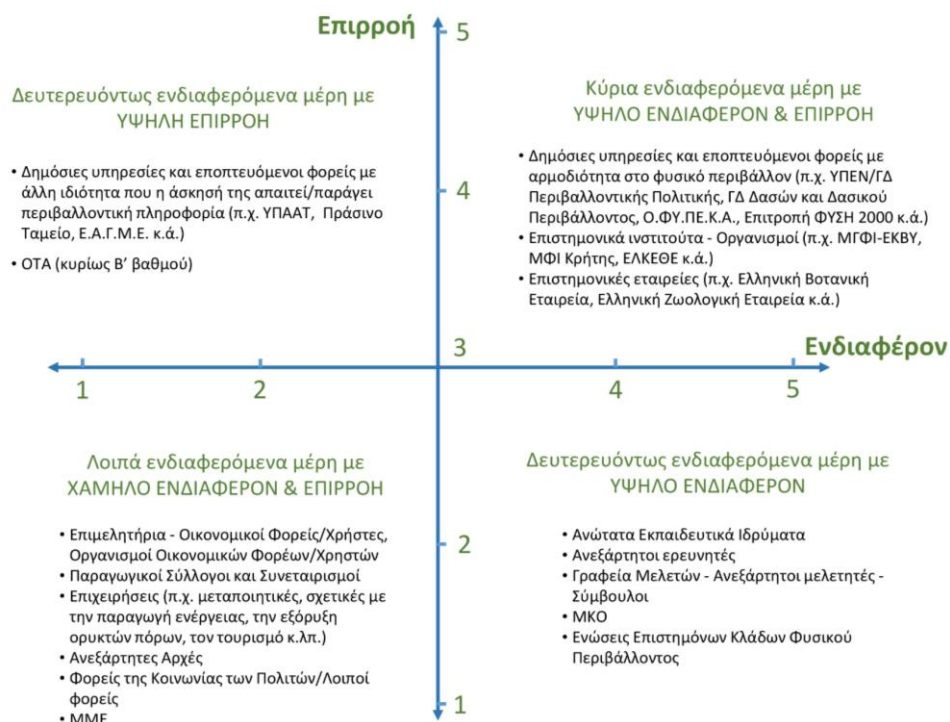 Επιρροή
5
Δευτερευόντως ενδιαφερόμενα μέρη με
ΥΨΗΛΗ ΕΠΙΡΡΟΗ
• Δημόσιες υπηρεσίες και εποπτευόμενοι φορείς με
άλλη ιδιότητα που η άσκησή της απαιτεί/παράγει
περιβαλλοντική πληροφορία (π.χ. ΥΠΑΑΤ, Πράσινο
Ταμείο, Ε.Α.Γ.Μ.Ε. κ.ά.)
• ΟΤΑ (κυρίως Β’ βαθμού)
4
Κύρια ενδιαφερόμενα μέρη με
ΥΨΗΛΟ ΕΝΔΙΑΦΕΡΟΝ & ΕΠΙΡΡΟΗ
• Δημόσιες υπηρεσίες και εποπτευόμενοι φορείς με
αρμοδιότητα στο φυσικό περιβάλλον (π.χ. ΥΠΕΝ/ΓΔ
Περιβαλλοντικής Πολιτικής, ΓΔ Δασών και Δασικού
Περιβάλλοντος, Ο.ΦΥ.ΠΕ.Κ.Α., Επιτροπή ΦΥΣΗ 2000 κ.ά.)
• Επιστημονικά ινστιτούτα - Οργανισμοί (π.χ. ΜΓΦΙ-ΕΚΒΥ,
ΜΦΙ Κρήτης, ΕΛΚΕΘΕ κ.ά.)
• Επιστημονικές εταιρείες (π.χ. Ελληνική Βοτανική
Εταιρεία, Ελληνική Ζωολογική Εταιρεία κ.ά.)
3
Ενδιαφέρον
1 2 4 5
Λοιπά ενδιαφερόμενα μέρη με
ΧΑΜΗΛΟ ΕΝΔΙΑΦΕΡΟΝ & ΕΠΙΡΡΟΗ
• Επιμελητήρια - Οικονομικοί Φορείς/Χρήστες,
Οργανισμοί Οικονομικών Φορέων/Χρηστών
• Παραγωγικοί Σύλλογοι και Συνεταιρισμοί
• Επιχειρήσεις (π.χ. μεταποιητικές, σχετικές με
την παραγωγή ενέργειας, την εξόρυξη
ορυκτών πόρων, τον τουρισμό κ.λπ.)
• Ανεξάρτητες Αρχές
• Φορείς της Κοινωνίας των Πολιτών/Λοιποί
φορείς
• ΜΜΕ
2
Δευτερευόντως ενδιαφερόμενα μέρη με
ΥΨΗΛΟ ΕΝΔΙΑΦΕΡΟΝ
• Ανώτατα Εκπαιδευτικά Ιδρύματα
• Ανεξάρτητοι ερευνητές
• Γραφεία Μελετών - Ανεξάρτητοι μελετητές -
Σύμβουλοι
• ΜΚΟ
• Ενώσεις Επιστημόνων Κλάδων Φυσικού
Περιβάλλοντος
1